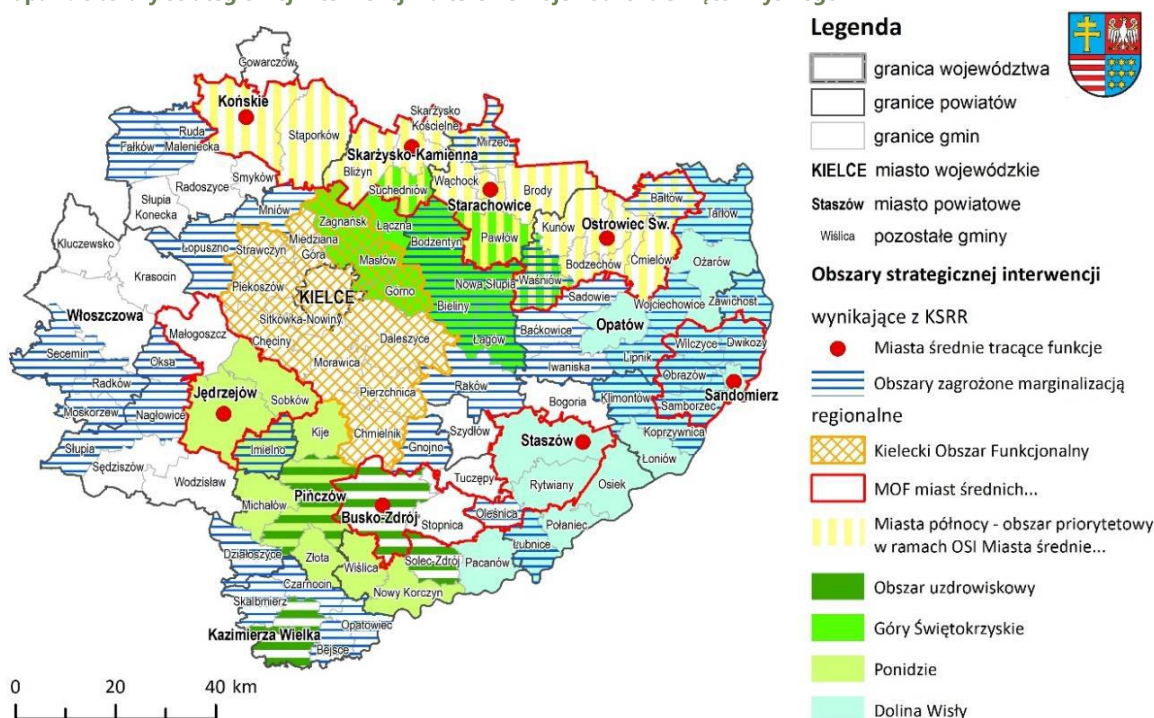 Gowarczów
Końskie
Ruda
Maleniecka
Fałków
Stąporków
Skarżysko
Kościelne
Mirzec
Skarżysko-Kamienna
Bliżyn
Smyków
Radoszyce
Słupia
Konecka
Suchedniów
Wąchock
Brody
Starachowice
Bałtów
Tarłów
Mniów
Zagnańsk
Łączna
Kluczewsko
Łopuszno
Strawczyn
Miedziana
Góra
Bodzentyn
Pawłów
Kunów
Ostrowiec Św.
Masłów
Bodzechów
Ćmielów
Ożarów
Krasocin
Piekoszów
Górno
Nowa Słupia
Waśniów
KIELCE
Bieliny
Sadowie
Wojciechowice
Zawichost
Włoszczowa
Sitkówka-Nowiny
Małogoszcz
Chęciny
Daleszyce
Łagów
Baćkowice
Opatów
Wilczyce
Dwikozy
Secemin
Oksa
Morawica
Lipnik
Iwaniska
Obrazów
Radków
Pierzchnica
Raków
Sandomierz
Jędrzejów
Sobków
Bogoria
Klimontów
Samborzec
Moskorzew
Nagłowice
Chmielnik
Szydłów
Koprzywnica
Kije
Słupia
Imielno
Gnojno
Staszów
Łoniów
Sędziszów
Wodzisław
Tuczępy
Rytwiany
Osiek
Pińczów
Michałów
Busko-Zdrój
Stopnica
Oleśnica
Połaniec
Działoszyce
Złota
Solec-Zdrój
Pacanów
Łubnice
Wiślica
Czarnocin
Nowy Korczyn
Skalbmierz
Opatowiec
Kazimierza Wielka
Bejsce
0 20 40 km
Legenda
granica województwa
granice powiatów
granice gmin
KIELCE miasto wojewódzkie
Staszów miasto powiatowe
Wiślica pozostałe gminy
Obszary strategicznej interwencji
wynikające z KSRR
Miasta średnie tracące funkcje
Obszary zagrożone marginalizacją
regionalne
Kielecki Obszar Funkcjonalny
MOF miast średnich...
Miasta północy - obszar priorytetowy
w ramach OSI Miasta średnie...
Obszar uzdrowiskowy
Góry Świętokrzyskie
Ponidzie
Dolina Wisły